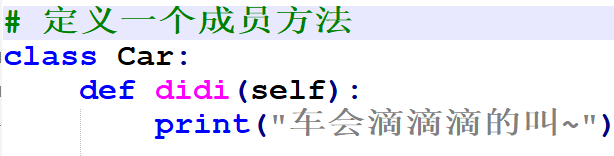 # 定义一个成员方法
class Car:
    def didi(self):
        print("车会滴滴滴的叫~")